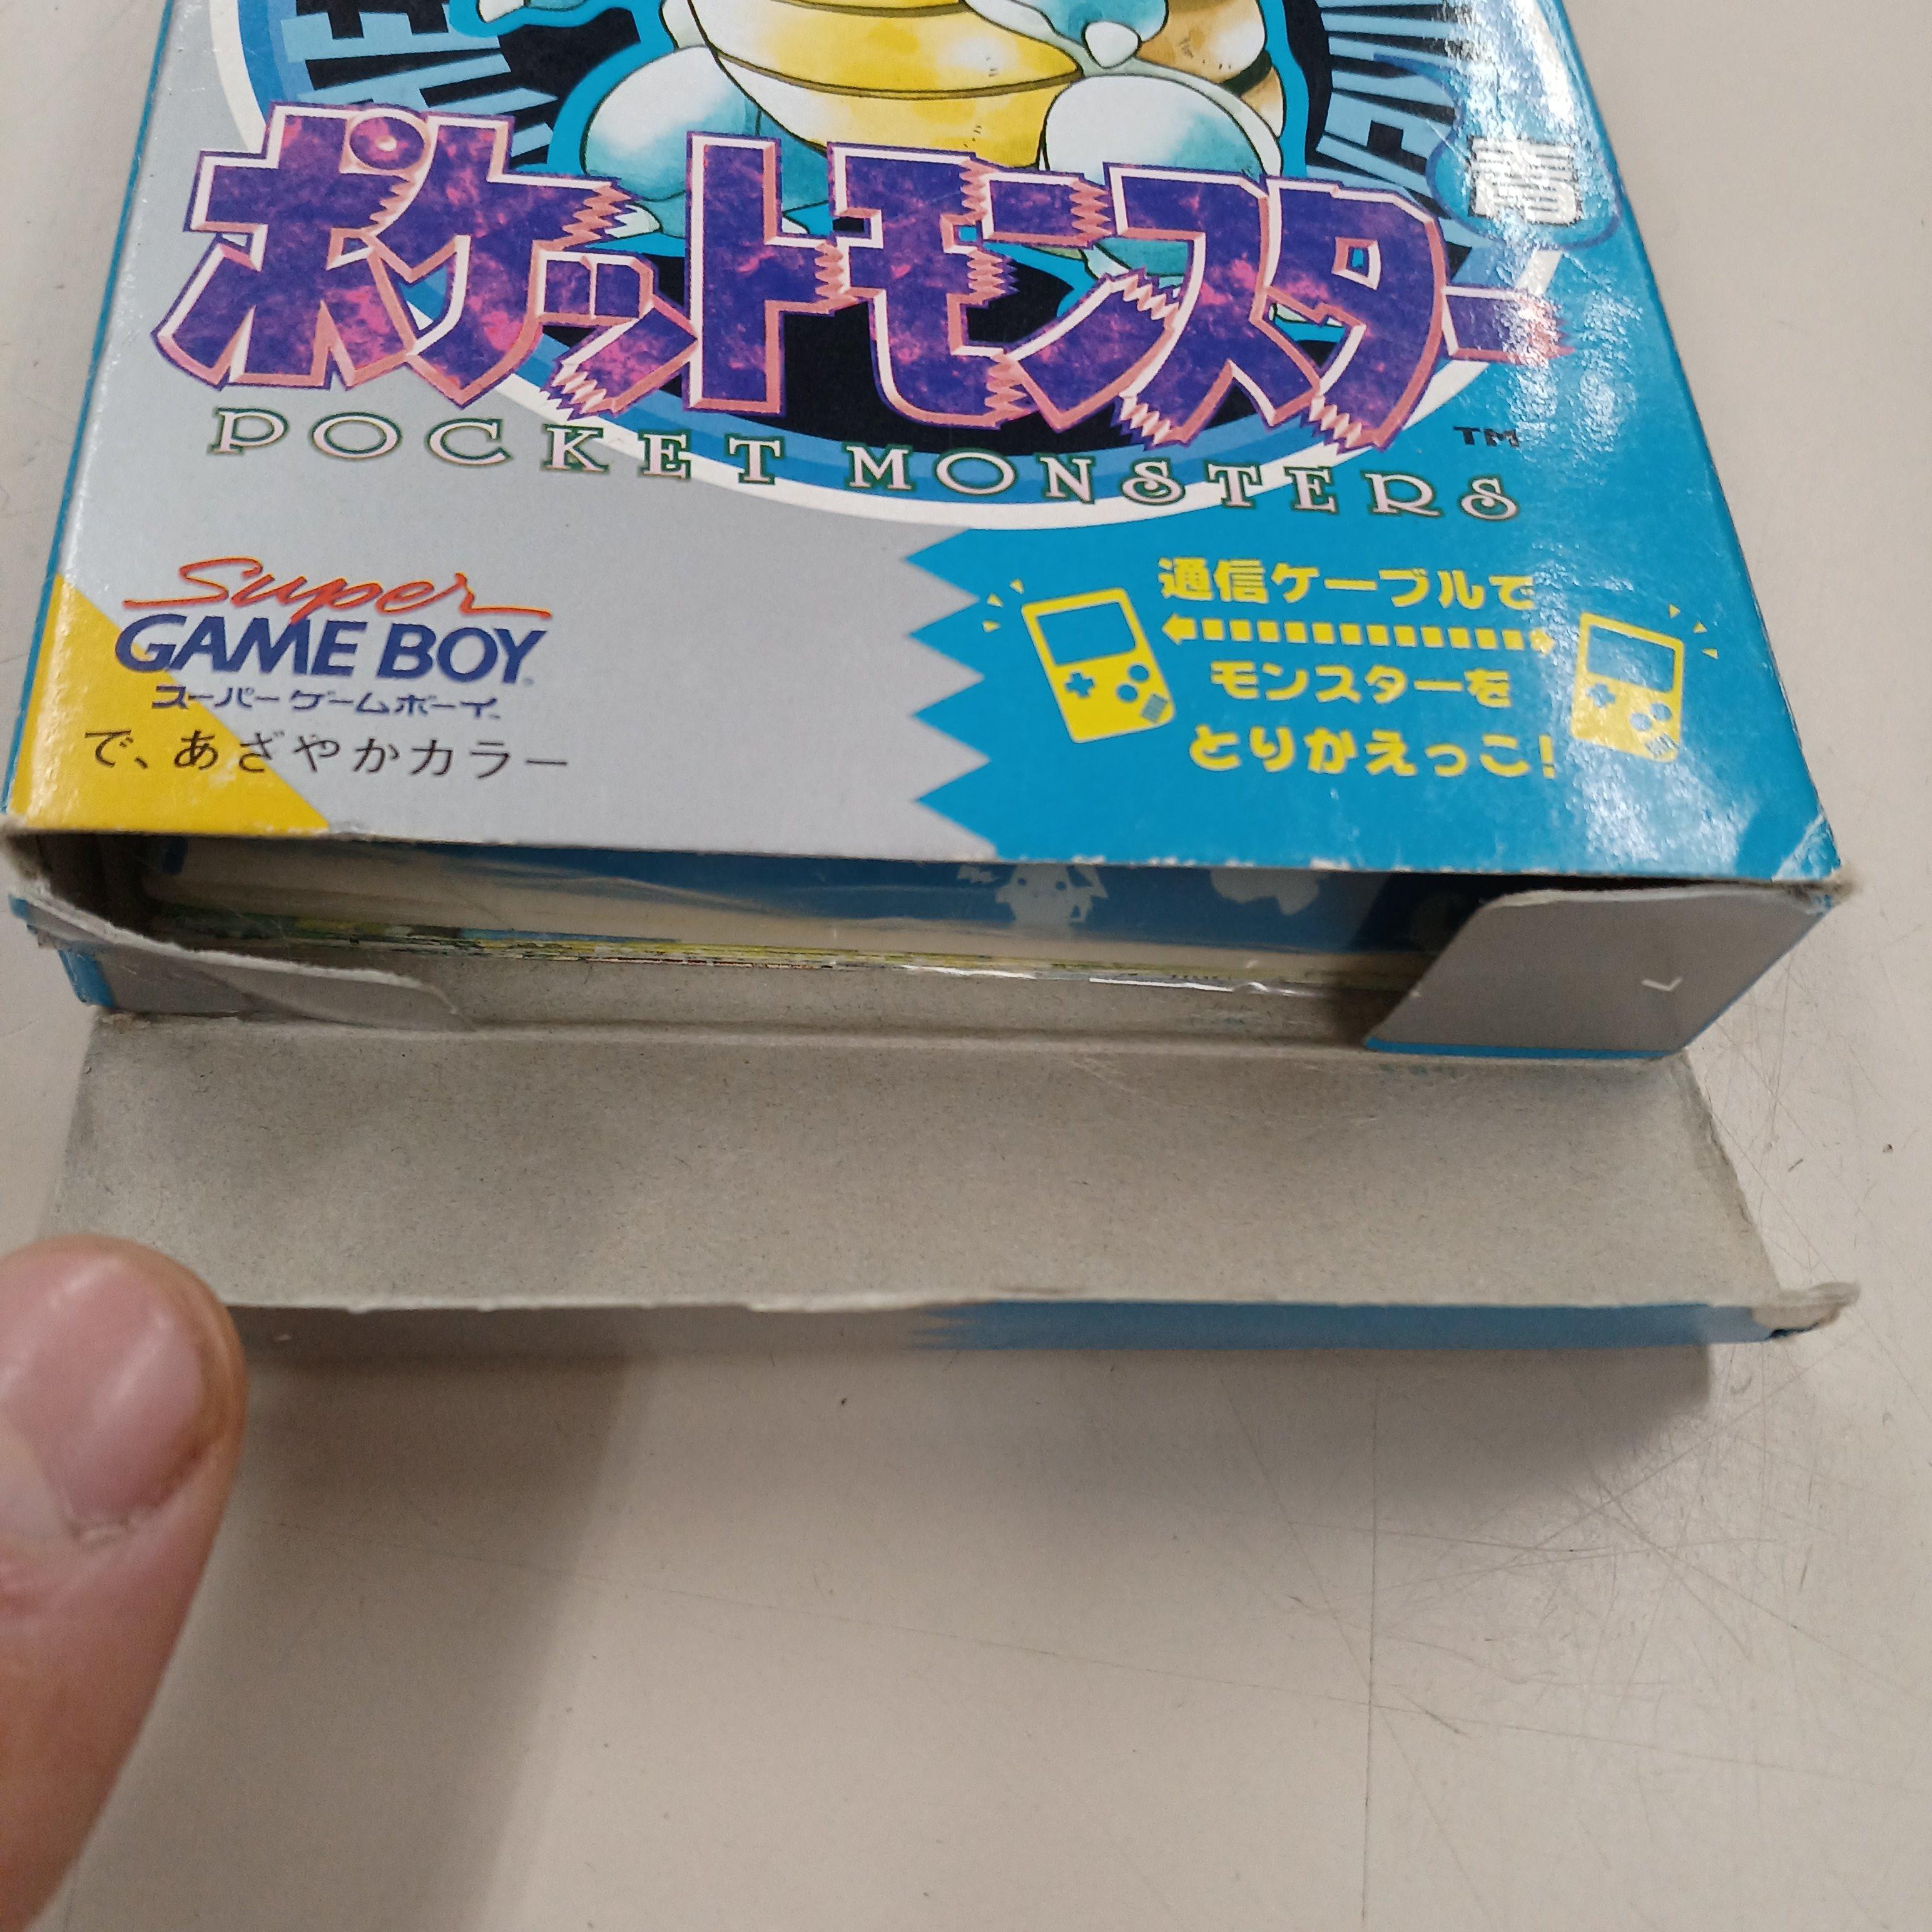 青
ポケットモンスター
TM
POCKET MONSTERS
Super
GAME BOY
スーパーゲームボーイ
で、あざやかカラー
通信ケーブルで
モンスターを
とりかえっこ!